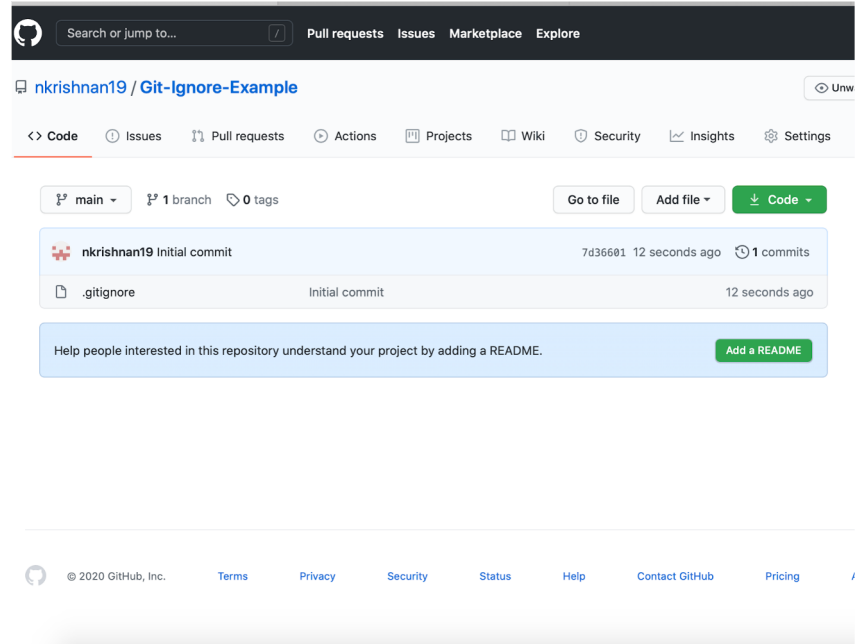 Search or jump to... / Pull requests Issues Marketplace Explore
nkrishnan19 / Git-Ignore-Example
<> Code Issues Pull requests Actions Projects Wiki Security Insights Settings
main 1 branch 0 tags Go to file Add file Code
nkrishnan19 Initial commit 7d36601 12 seconds ago 1 commits
.gitignore Initial commit 12 seconds ago
Help people interested in this repository understand your project by adding a README. Add a README
© 2020 GitHub, Inc. Terms Privacy Security Status Help Contact GitHub Pricing